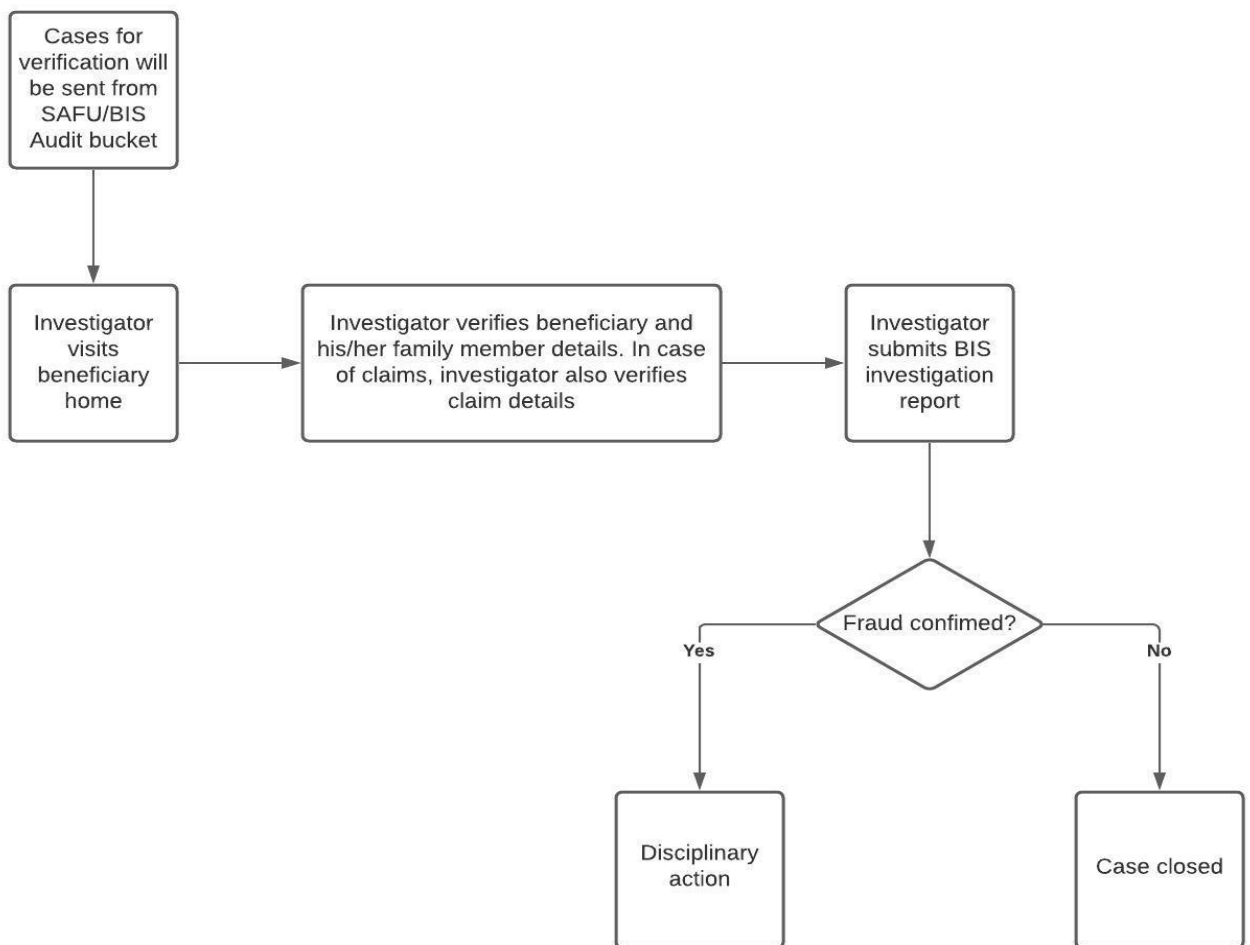 Cases for
verification will
be sent from
SAFU/BIS
Audit bucket
Investigator
visits
beneficiary
home
Investigator verifies beneficiary and
his/her family member details. In case
of claims, investigator also verifies
claim details
Investigator
submits BIS
investigation
report
Fraud confimed?
Yes
No
Disciplinary
action
Case closed